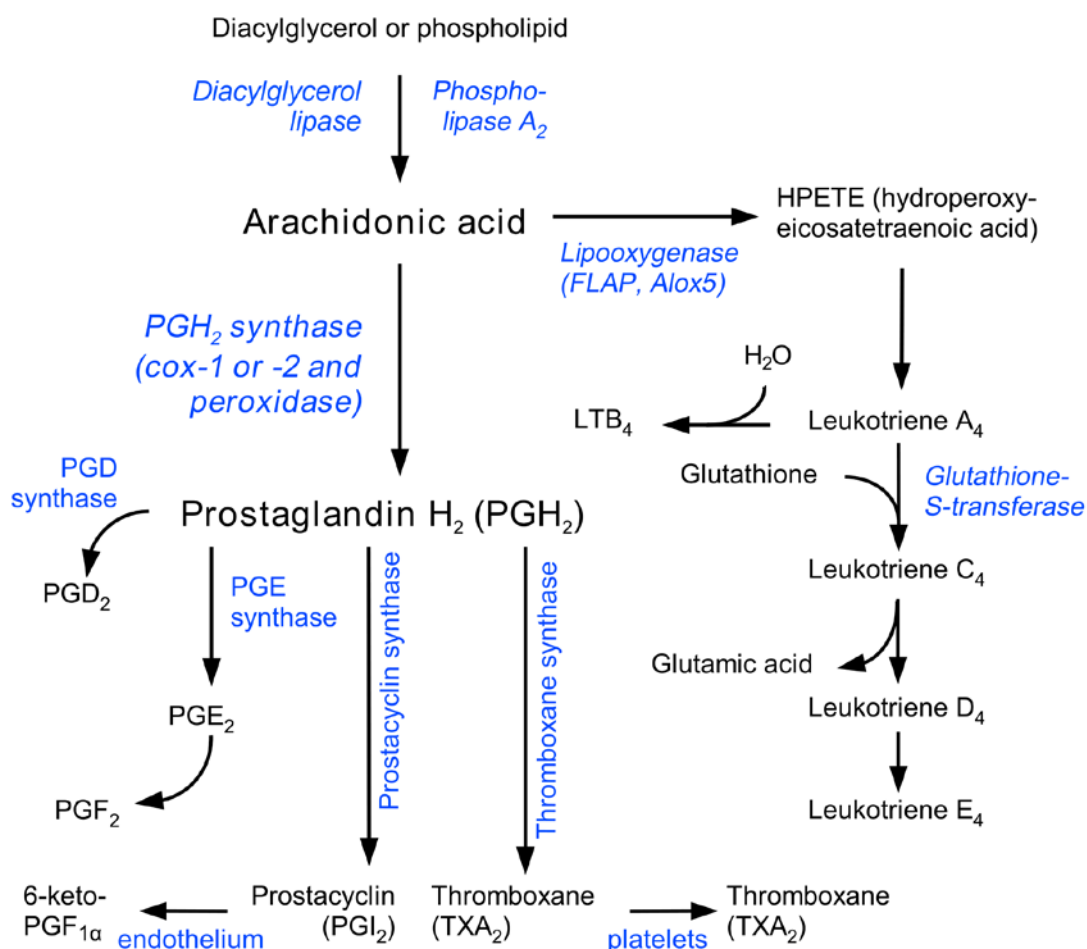 Diacylglycerol or phospholipid
Diacylglycerol
lipase
Phospho-
lipase A₂
Arachidonic acid
HPETE (hydroperoxy-
eicosatetraenoic acid)
Lipooxygenase
(FLAP, Alox5)
PGH₂ synthase
(cox-1 or -2 and
peroxidase)
H₂O
LTB₄
Leukotriene A₄
Glutathione
Glutathione-
S-transferase
PGD
synthase
Prostaglandin H₂ (PGH₂)
PGD₂
PGE
synthase
Prostacyclin synthase
Thromboxane synthase
Leukotriene C₄
Glutamic acid
PGE₂
Leukotriene D₄
PGF₂
Leukotriene E₄
6-keto-
PGF₁α
endothelium
Prostacyclin
(PGI₂)
Thromboxane
(TXA₂)
platelets
Thromboxane
(TXA₂)